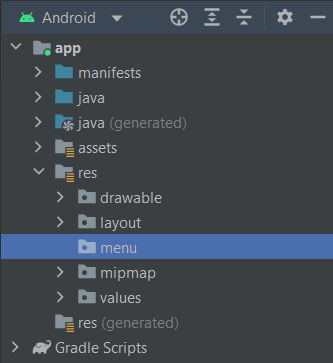 Android
app
manifests
java
java (generated)
assets
res
drawable
layout
menu
mipmap
values
res (generated)
Gradle Scripts